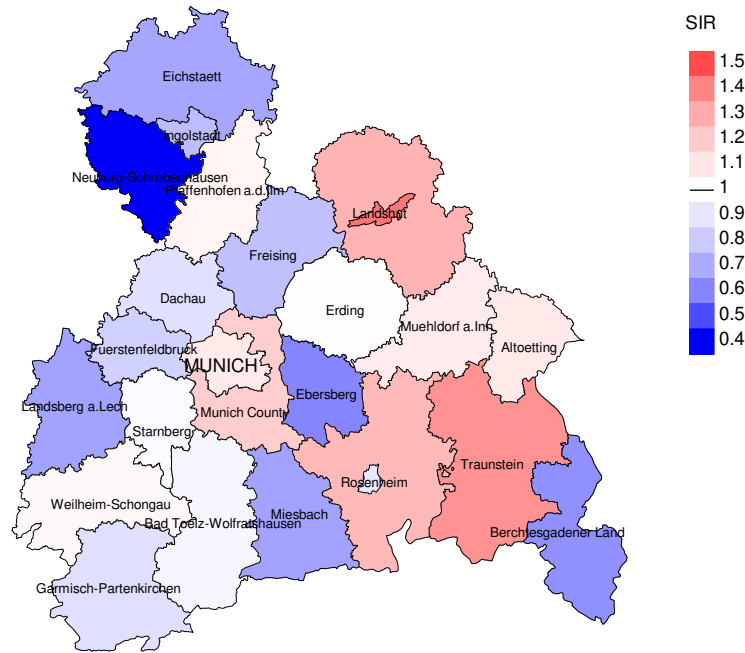 SIR
1.5
1.4
1.3
1.2
1.1
1
0.9
0.8
0.7
0.6
0.5
0.4
Eichstaett
Ingolstadt
Neuburg-Schrobenhausen
Pfaffenhofen a.d.Ilm
Landshut
Freising
Dachau
Erding
Muehldorf a.Inn
Altoetting
Fuerstenfeldbruck
MUNICH
Ebersberg
Landsberg a.Lech
Munich County
Starnberg
Traunstein
Rosenheim
Weilheim-Schongau
Miesbach
Bad Toelz-Wolfratshausen
Berchtesgadener Land
Garmisch-Partenkirchen